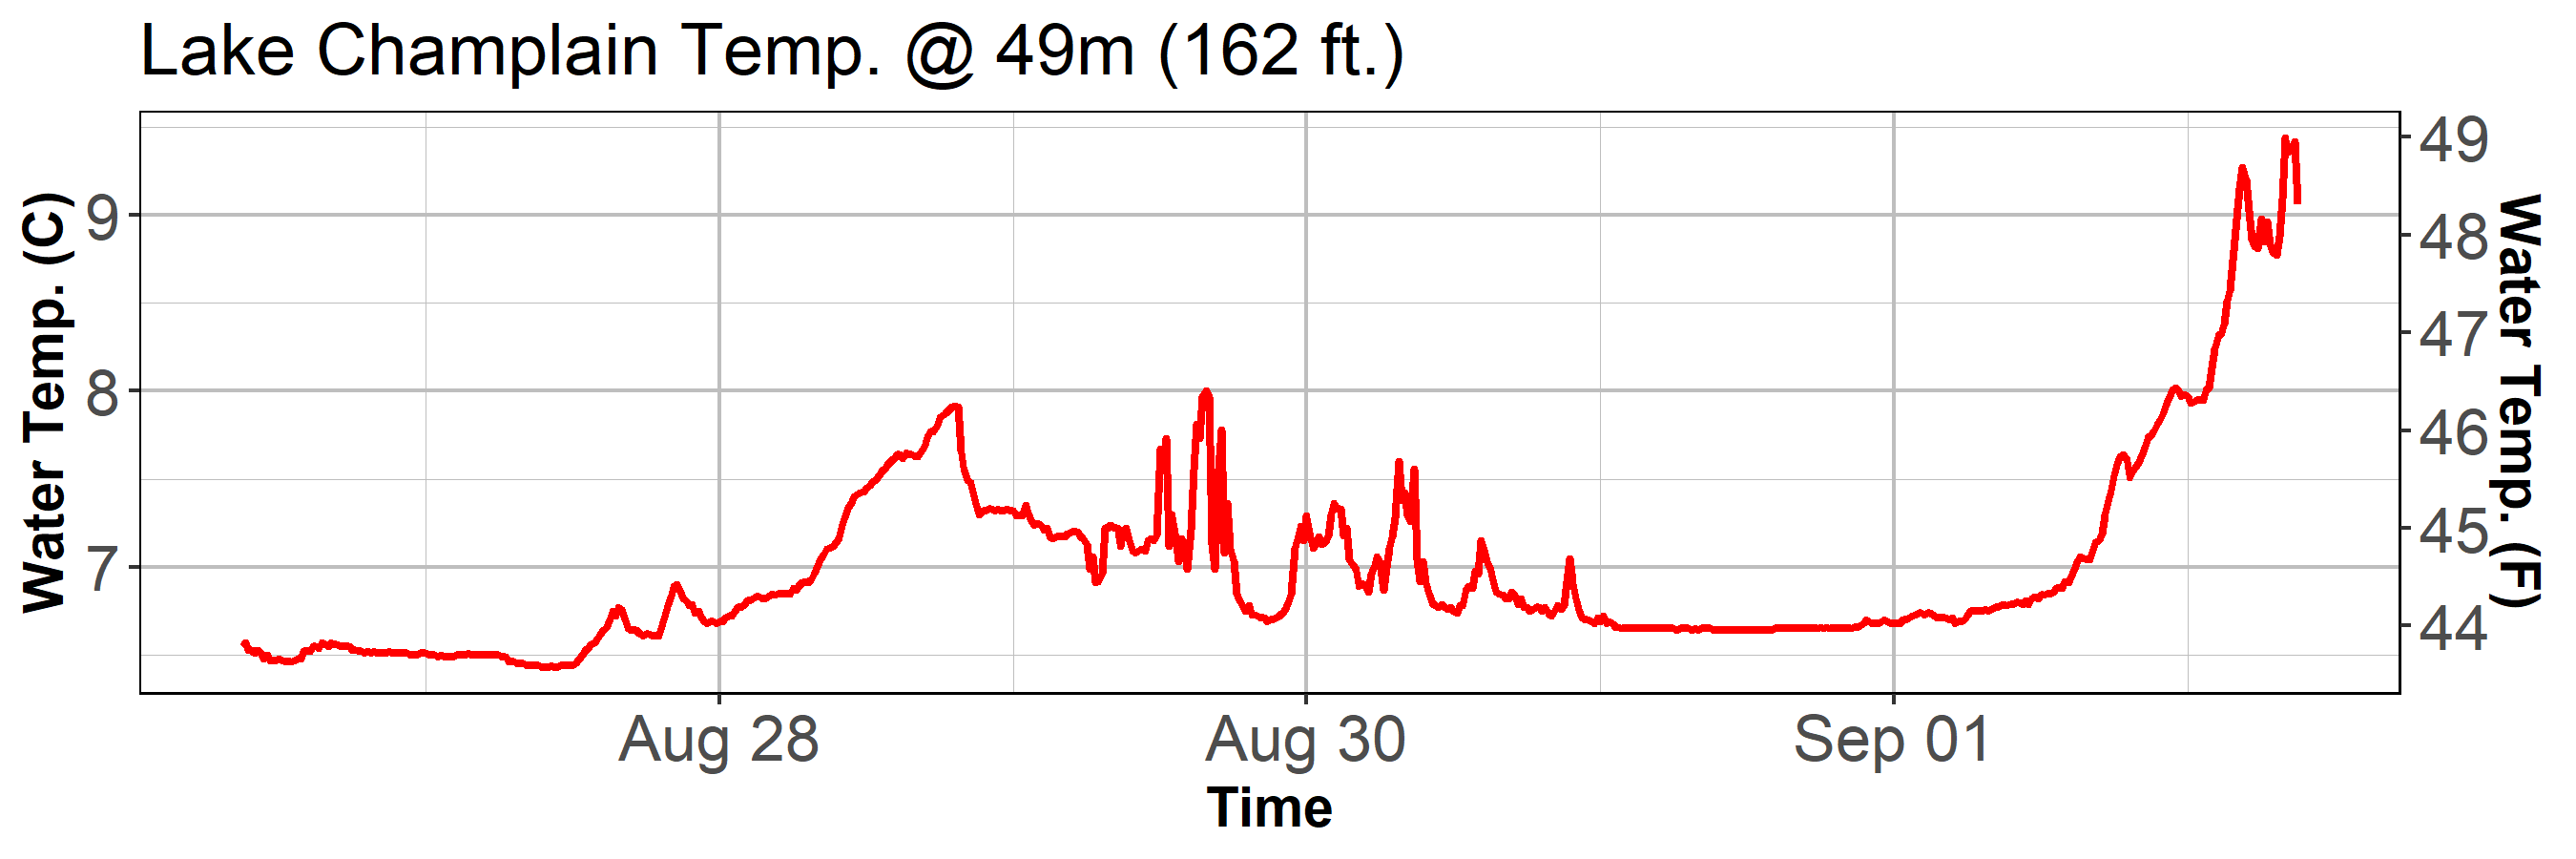 Lake Champlain Temp. @ 49m (162 ft.)
Water Temp. (C)
9
8
7
49
48
47
46
45
44
Water Temp. (F)
Aug 28
Aug 30
Sep 01
Time